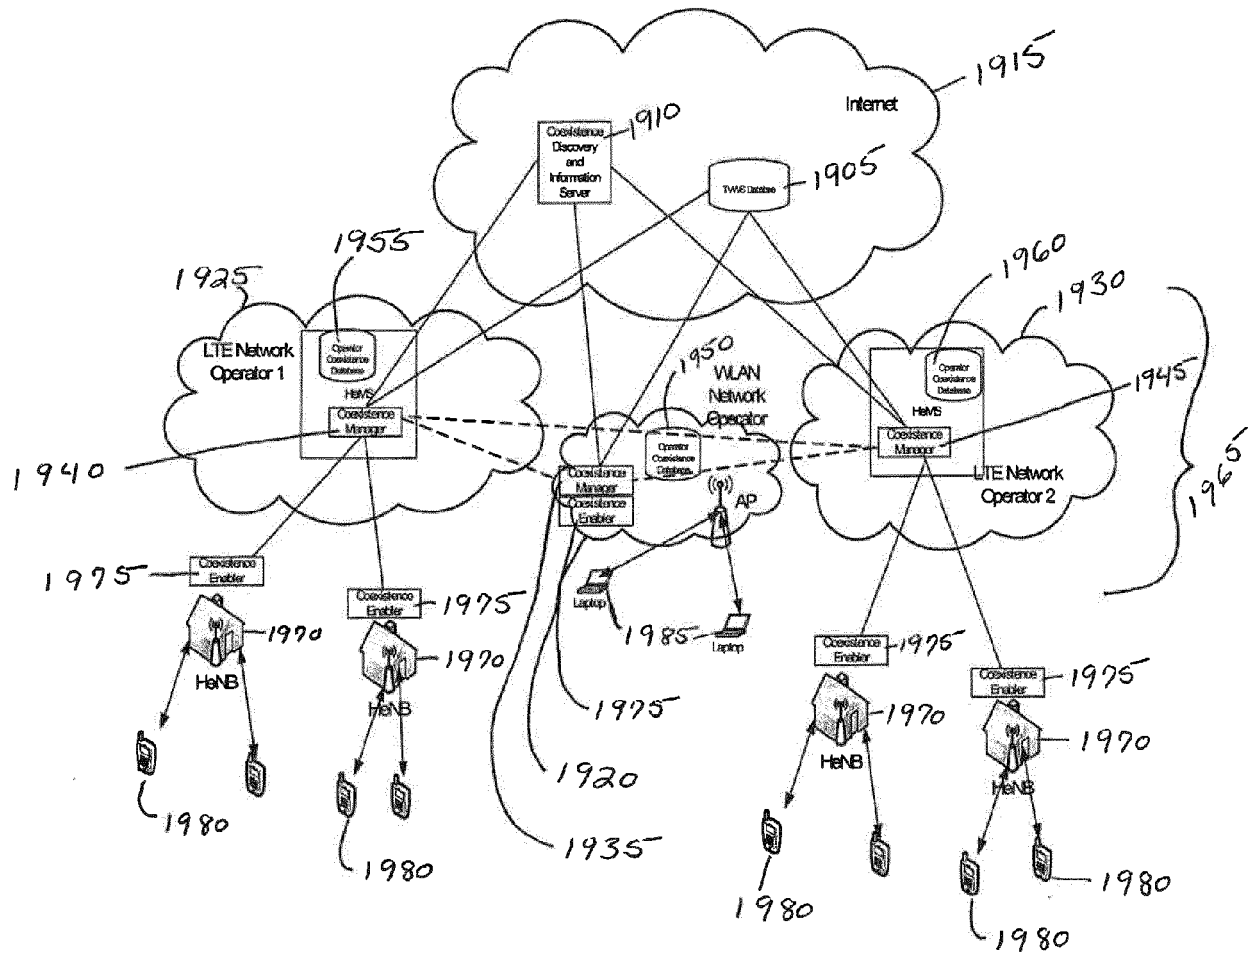 1915
Internet
Coexistence
Discovery
and
Information
Server
1910
TVWS Database
1905
1925
1955
LTE Network
Operator 1
Operator
Coexistence
Database
HeMS
Coexistence
Manager
1940
1950
WLAN
Network
Operator
Operator
Coexistence
Database
Coexistence
Manager
Coexistence
Enabler
AP
1960
1930
Operator
Coexistence
Database
HeMS
1945
Coexistence
Manager
LTE Network
Operator 2
1965
1975
Coexistence
Enabler
1970
HeNB
Coexistence
Enabler
1975
1970
HeNB
Laptop
1985
Laptop
Coexistence
Enabler
1975
1970
HeNB
Coexistence
Enabler
1975
1970
HeNB
1975
1920
1935
1980
1980
1980
1980
1980